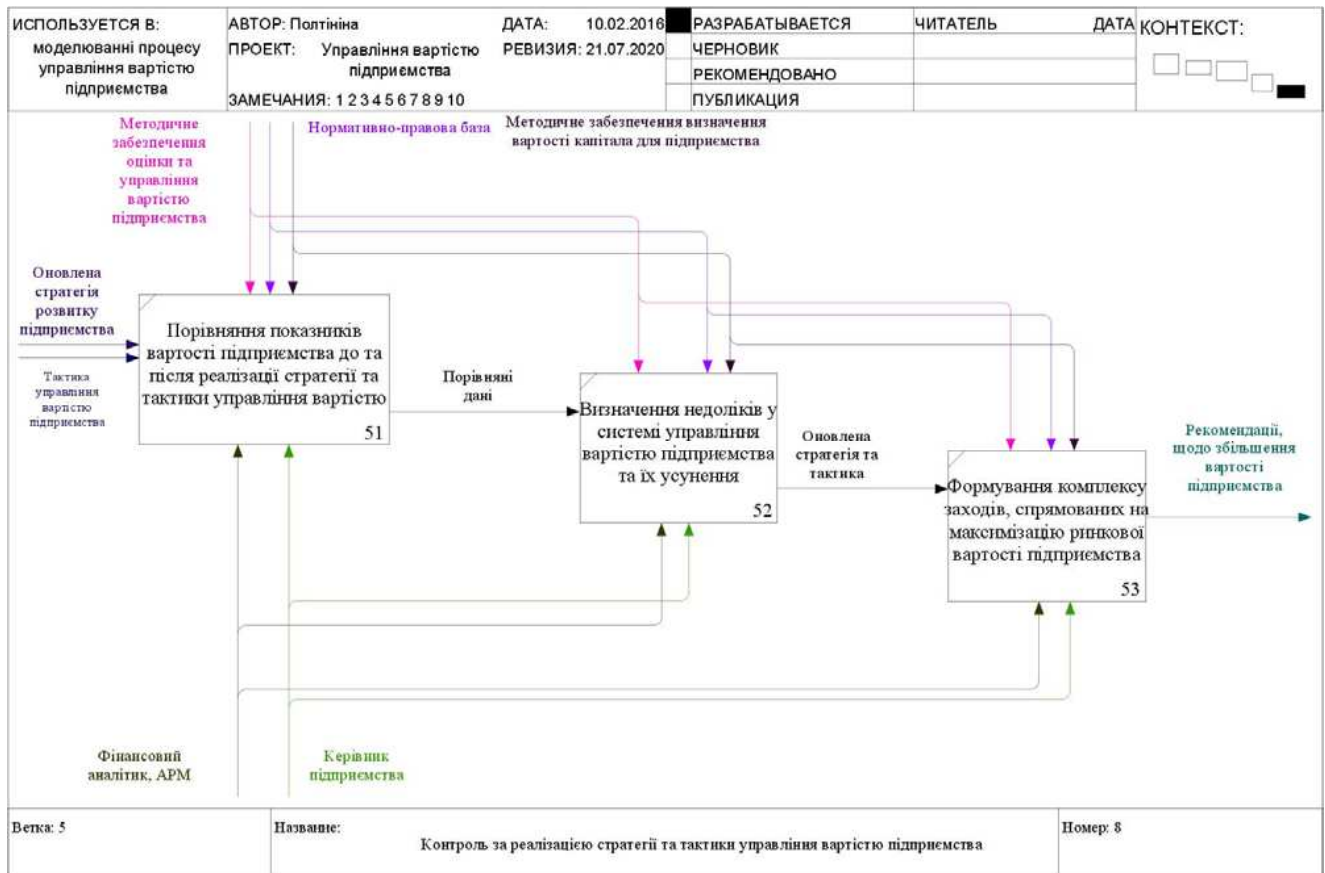 ИСПОЛЬЗУЕТСЯ В:
моделюванні процесу
управління вартістю
підприємства
АВТОР: Полтініна
ДАТА: 10.02.2016
ПРОЕКТ: Управління вартістю
підприємства
РЕВИЗИЯ: 21.07.2020
ЗАМЕЧАНИЯ: 1 2 3 4 5 6 7 8 9 10
РАЗРАБАТЫВАЕТСЯ
ЧЕРНОВИК
РЕКОМЕНДОВАНО
ПУБЛИКАЦИЯ
ЧИТАТЕЛЬ
ДАТА
КОНТЕКСТ:
Методичне
забезпечення
оцінки та
управління
вартістю
підприємства
Нормативно-правова база
Методичне забезпечення визначення
вартості капітала для підприємства
Оновлена
стратегія
розвитку
підприємства
Тактика
управління
вартістю
підприємства
Порівняння показників
вартості підприємства до та
після реалізації стратегії та
тактики управління вартістю
51
Порівняні
дані
Визначення недоліків у
системі управління
вартістю підприємства
та їх усунення
52
Оновлена
стратегія та
тактика
Формування комплексу
заходів, спрямованих на
максимізацію ринкової
вартості підприємства
53
Рекомендації,
щодо збільшення
вартості
підприємства
Фінансовий
аналітик, АРМ
Керівник
підприємства
Ветка: 5
Название:
Контроль за реалізацією стратегії та тактики управління вартістю підприємства
Номер: 8